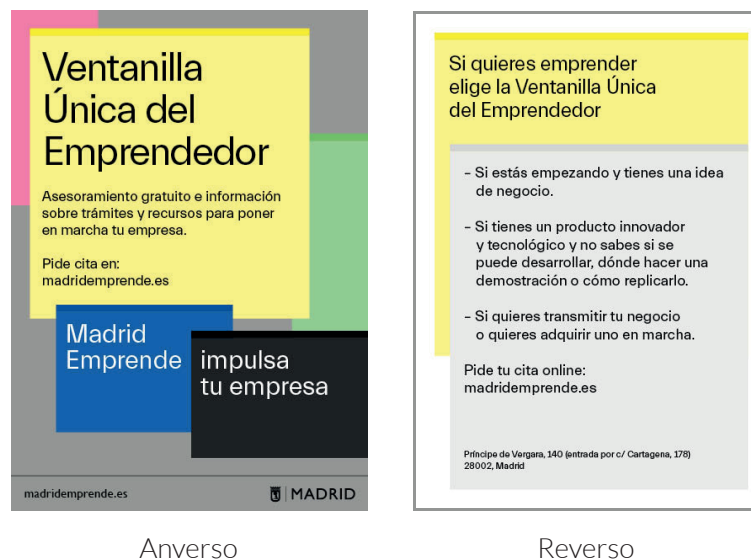 Ventanilla
Única del
Emprendedor
Asesoramiento gratuito e información
sobre trámites y recursos para poner
en marcha tu empresa.
Pide cita en:
madridemprende.es
Madrid
Emprende
impulsa
tu empresa
madridemprende.es
MADRID
Anverso
Si quieres emprender
elige la Ventanilla Única
del Emprendedor
– Si estás empezando y tienes una idea
de negocio.
– Si tienes un producto innovador
y tecnológico y no sabes si se
puede desarrollar, dónde hacer una
demostración o cómo replicarlo.
– Si quieres transmitir tu negocio
o quieres adquirir uno en marcha.
Pide tu cita online:
madridemprende.es
Príncipe de Vergara, 140 (entrada por c/ Cartagena, 178)
28002, Madrid
Reverso